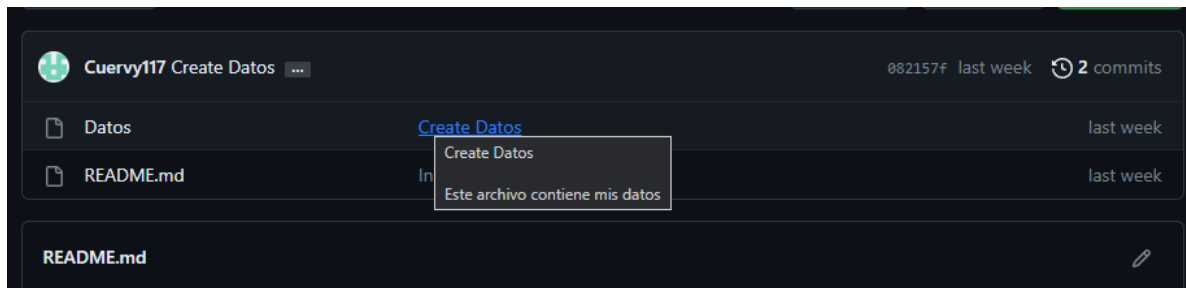 Cuervy117 Create Datos ... 082157f last week 2 commits
Datos Create Datos last week
Create Datos
README.md In last week
Este archivo contiene mis datos
README.md